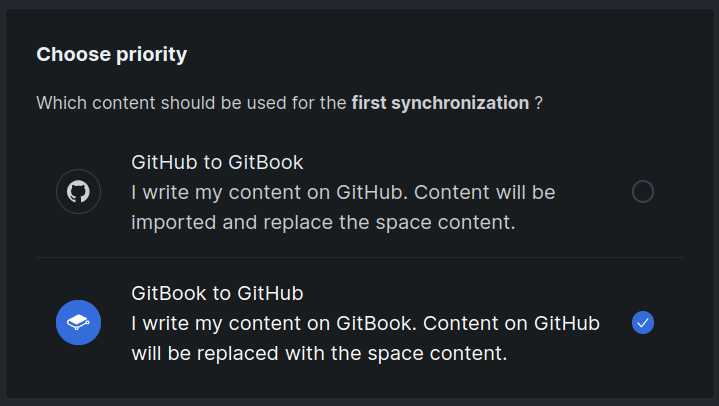 Choose priority
Which content should be used for the first synchronization ?
GitHub to GitBook
I write my content on GitHub. Content will be
imported and replace the space content.
GitBook to GitHub
I write my content on GitBook. Content on GitHub
will be replaced with the space content.